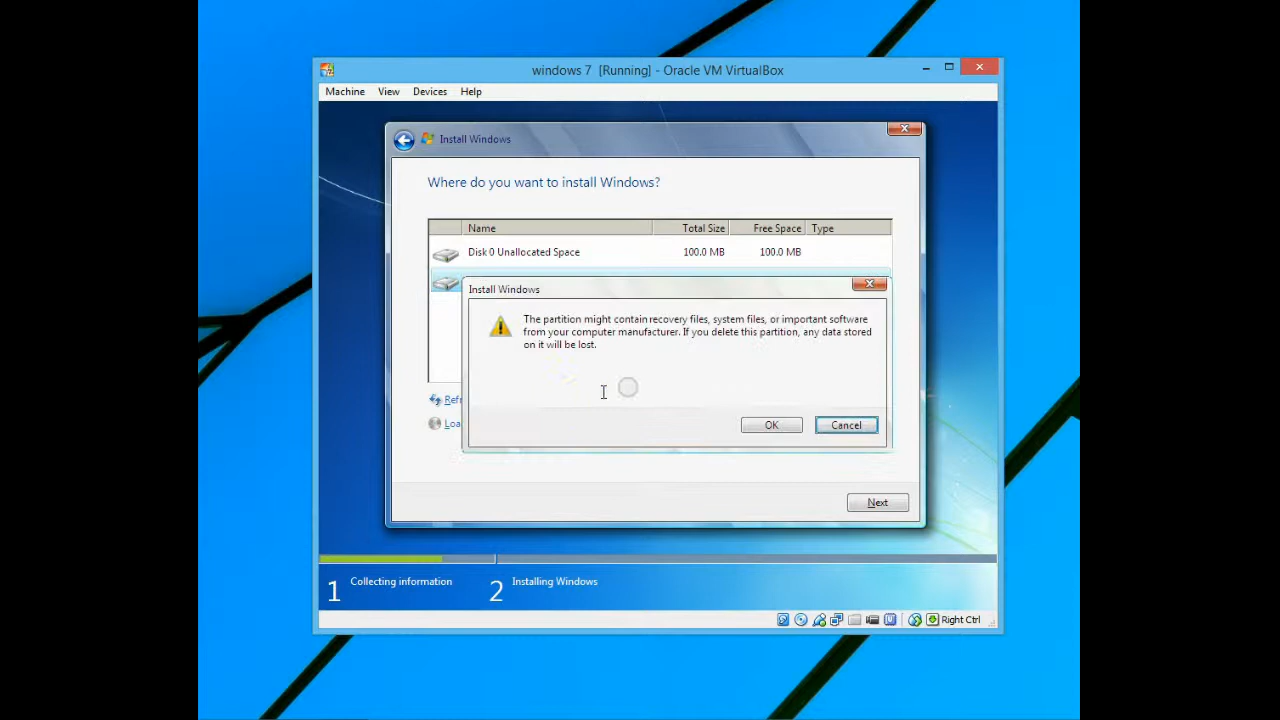 windows 7 [Running] - Oracle VM VirtualBox
Machine View Devices Help
Install Windows
Where do you want to install Windows?
Name Total Size Free Space Type
Disk 0 Unallocated Space 100.0 MB 100.0 MB
Install Windows
The partition might contain recovery files, system files, or important software
from your computer manufacturer. If you delete this partition, any data stored
on it will be lost.
Refr
Loa
OK Cancel
Next
1 Collecting information 2 Installing Windows
Right Ctrl